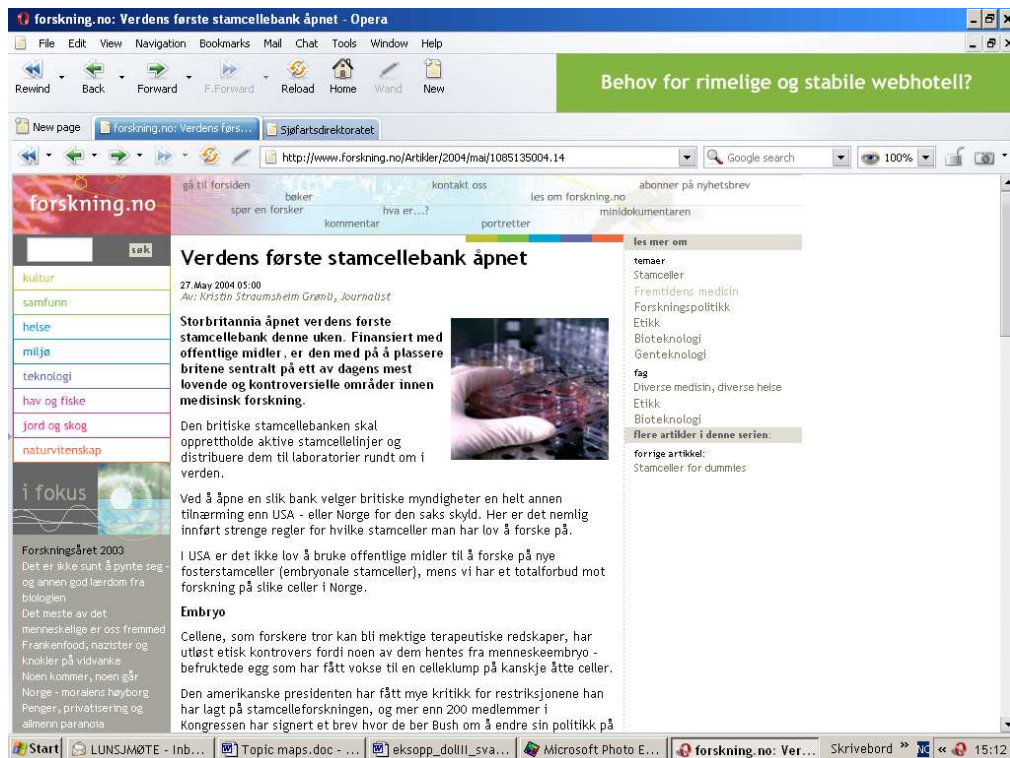 forskning.no: Verdens første stamcellebank åpnet - Opera
File Edit View Navigation Bookmarks Mail Chat Tools Window Help
Rewind Back Forward F.Forward Reload Home Wand New
Behov for rimelige og stabile webhotell?
New page forskning.no: Verdens førs... Sjøfartsdirektoratet
http://www.forskning.no/Artikler/2004/mai/1085135004.14 Google search 100%
forskning.no
gå til forsiden kontakt oss abonner på nyhetsbrev
bøker les om forskning.no
spør en forsker hva er...? minidokumentaren
kommentar portretter
søk
kultur
samfunn
helse
miljø
teknologi
hav og fiske
jord og skog
naturvitenskap
i fokus
Forskningsåret 2003
Det er ikke sunt å pynte seg -
og annen god lærdom fra
biologien
Det meste av det
menneskelige er oss fremmed
Frankenfood, nazister og
knokler på vidvanke
Noen kommer, noen går
Norge - moralens høyborg
Penger, privatisering og
allmenn paranoia
Verdens første stamcellebank åpnet
27.May 2004 05:00
Av: Kristin Straumsheim Grønli, Journalist
Storbritannia åpnet verdens første
stamcellebank denne uken. Finansiert med
offentlige midler, er den med på å plassere
britene sentralt på ett av dagens mest
lovende og kontroversielle områder innen
medisinsk forskning.
Den britiske stamcellebanken skal
opprettholde aktive stamcellelinjer og
distribuere dem til laboratorier rundt om i
verden.
Ved å åpne en slik bank velger britiske myndigheter en helt annen
tilnærming enn USA - eller Norge for den saks skyld. Her er det nemlig
innført strenge regler for hvilke stamceller man har lov å forske på.
I USA er det ikke lov å bruke offentlige midler til å forske på nye
fosterstamceller (embryonale stamceller), mens vi har et totalforbud mot
forskning på slike celler i Norge.
Embryo
Cellene, som forskere tror kan bli mektige terapeutiske redskaper, har
utløst etisk kontrovers fordi noen av dem hentes fra menneskeembryo -
befruktede egg som har fått vokse til en celleklump på kanskje åtte celler.
Den amerikanske presidenten har fått mye kritikk for restriksjonene han
har lagt på stamcelleforskningen, og mer enn 200 medlemmer i
Kongressen har signert et brev hvor de ber Bush om å endre sin politikk på
les mer om
temaer
Stamceller
Fremtidens medisin
Forskningspolitikk
Etikk
Bioteknologi
Genteknologi
fag
Diverse medisin, diverse helse
Etikk
Bioteknologi
flere artikler i denne serien:
forrige artikkel:
Stamceller for dummies
Start LUNSJMØTE - Inb... Topic maps.doc - ... eksopp_dolIII_sva... Microsoft Photo E... forskning.no: Ver... Skrivebord » NO « 15:12